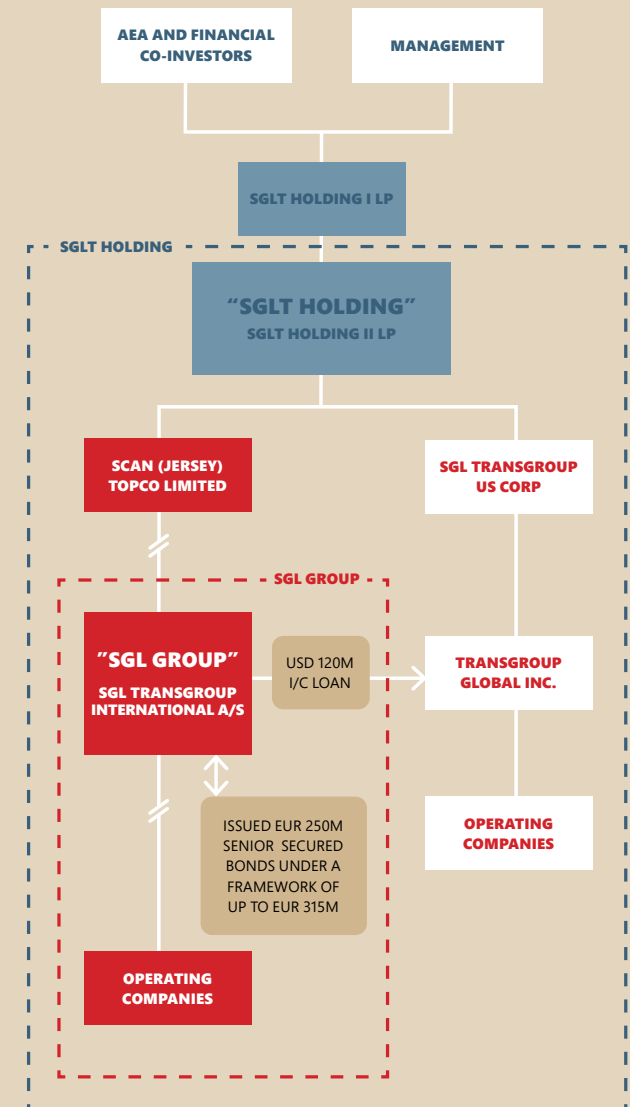 AEA AND FINANCIAL
CO-INVESTORS
MANAGEMENT
SGLT HOLDING I LP
SGLT HOLDING
“SGLT HOLDING”
SGLT HOLDING II LP
SCAN (JERSEY)
TOPCO LIMITED
SGL TRANSGROUP
US CORP
SGL GROUP
”SGL GROUP”
SGL TRANSGROUP
INTERNATIONAL A/S
USD 120M
I/C LOAN
TRANSGROUP
GLOBAL INC.
ISSUED EUR 250M
SENIOR SECURED
BONDS UNDER A
FRAMEWORK OF
UP TO EUR 315M
OPERATING
COMPANIES
OPERATING
COMPANIES